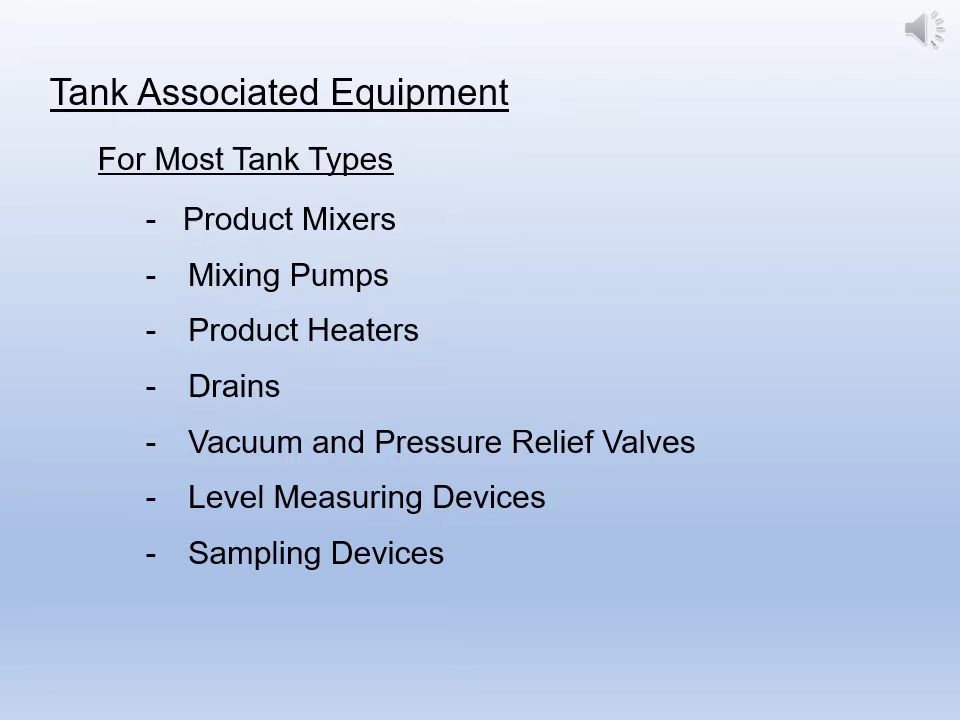 Tank Associated Equipment
For Most Tank Types
- Product Mixers
- Mixing Pumps
- Product Heaters
- Drains
- Vacuum and Pressure Relief Valves
- Level Measuring Devices
- Sampling Devices